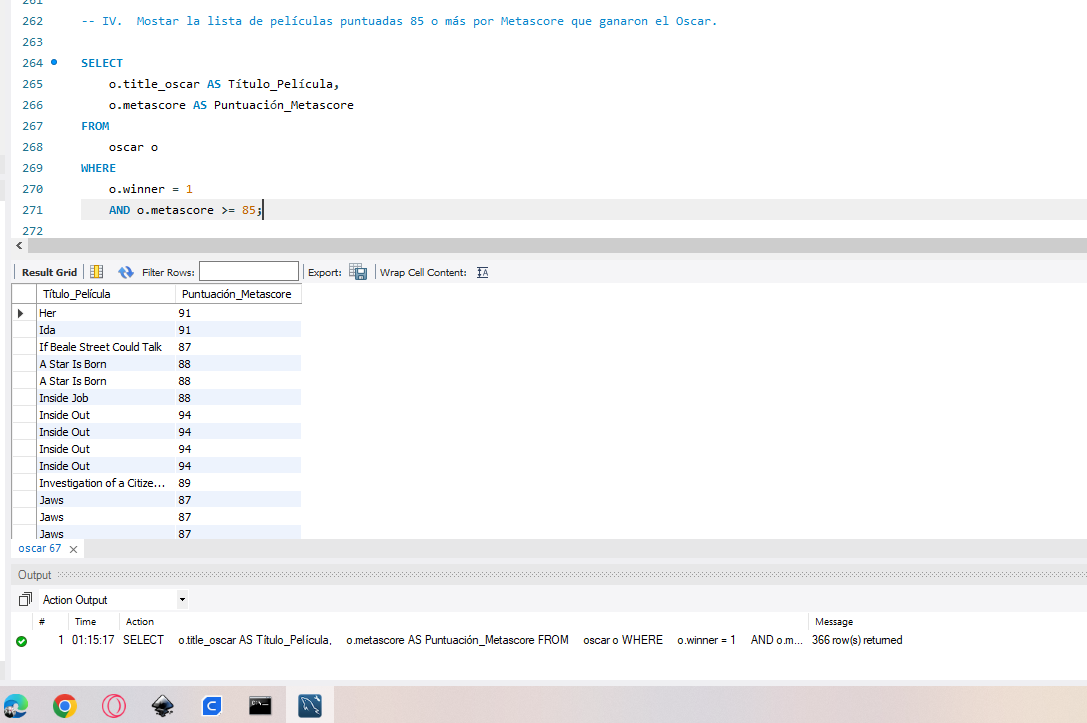 261
262 -- IV.  Mostar la lista de películas puntuadas 85 o más por Metascore que ganaron el Oscar.
263
264 SELECT
265 o.title_oscar AS Título_Película,
266 o.metascore AS Puntuación_Metascore
267 FROM
268 oscar o
269 WHERE
270 o.winner = 1
271 AND o.metascore >= 85;
272
Result Grid Filter Rows: Export: Wrap Cell Content:
Título_Película Puntuación_Metascore
Her 91
Ida 91
If Beale Street Could Talk 87
A Star Is Born 88
A Star Is Born 88
Inside Job 88
Inside Out 94
Inside Out 94
Inside Out 94
Inside Out 94
Investigation of a Citize... 89
Jaws 87
Jaws 87
Jaws 87
oscar 67
Output
Action Output
# Time Action Message
1 01:15:17 SELECT o.title_oscar AS Título_Película, o.metascore AS Puntuación_Metascore FROM oscar o WHERE o.winner = 1 AND o.m... 366 row(s) returned